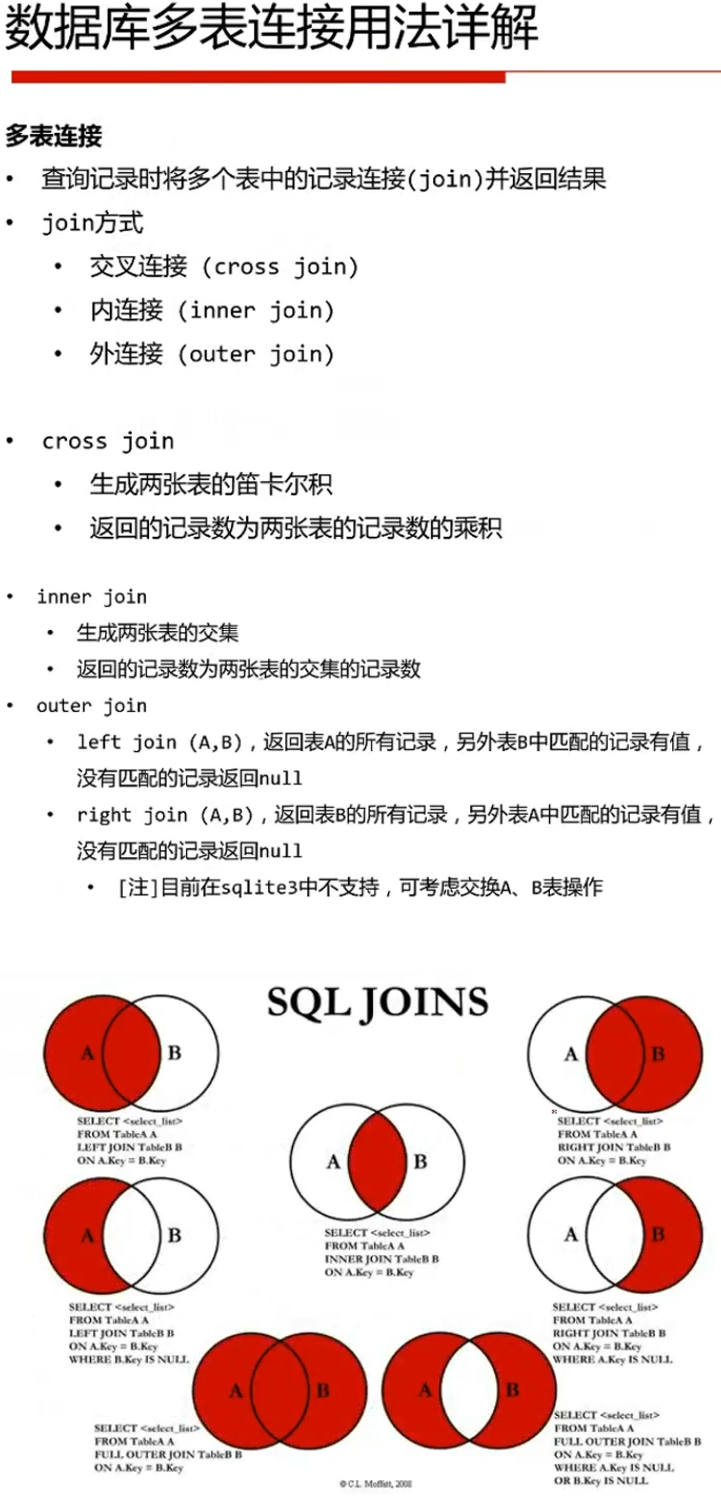 数据库多表连接用法详解
多表连接
• 查询记录时将多个表中的记录连接(join)并返回结果
• join方式
• 交叉连接 (cross join)
• 内连接 (inner join)
• 外连接 (outer join)
• cross join
• 生成两张表的笛卡尔积
• 返回的记录数为两张表的记录数的乘积
• inner join
• 生成两张表的交集
• 返回的记录数为两张表的交集的记录数
• outer join
• left join (A,B)，返回表A的所有记录，另外表B中匹配的记录有值，
没有匹配的记录返回null
• right join (A,B)，返回表B的所有记录，另外表A中匹配的记录有值，
没有匹配的记录返回null
• [注]目前在sqlite3中不支持，可考虑交换A、B表操作
SQL JOINS
A B
SELECT <select_list>
FROM TableA A
LEFT JOIN TableB B
ON A.Key = B.Key
A B
SELECT <select_list>
FROM TableA A
RIGHT JOIN TableB B
ON A.Key = B.Key
A B
SELECT <select_list>
FROM TableA A
INNER JOIN TableB B
ON A.Key = B.Key
A B
SELECT <select_list>
FROM TableA A
LEFT JOIN TableB B
ON A.Key = B.Key
WHERE B.Key IS NULL
A B
SELECT <select_list>
FROM TableA A
RIGHT JOIN TableB B
ON A.Key = B.Key
WHERE A.Key IS NULL
A B
SELECT <select_list>
FROM TableA A
FULL OUTER JOIN TableB B
ON A.Key = B.Key
A B
SELECT <select_list>
FROM TableA A
FULL OUTER JOIN TableB B
ON A.Key = B.Key
WHERE A.Key IS NULL
OR B.Key IS NULL
© C.L. Moffatt, 2008